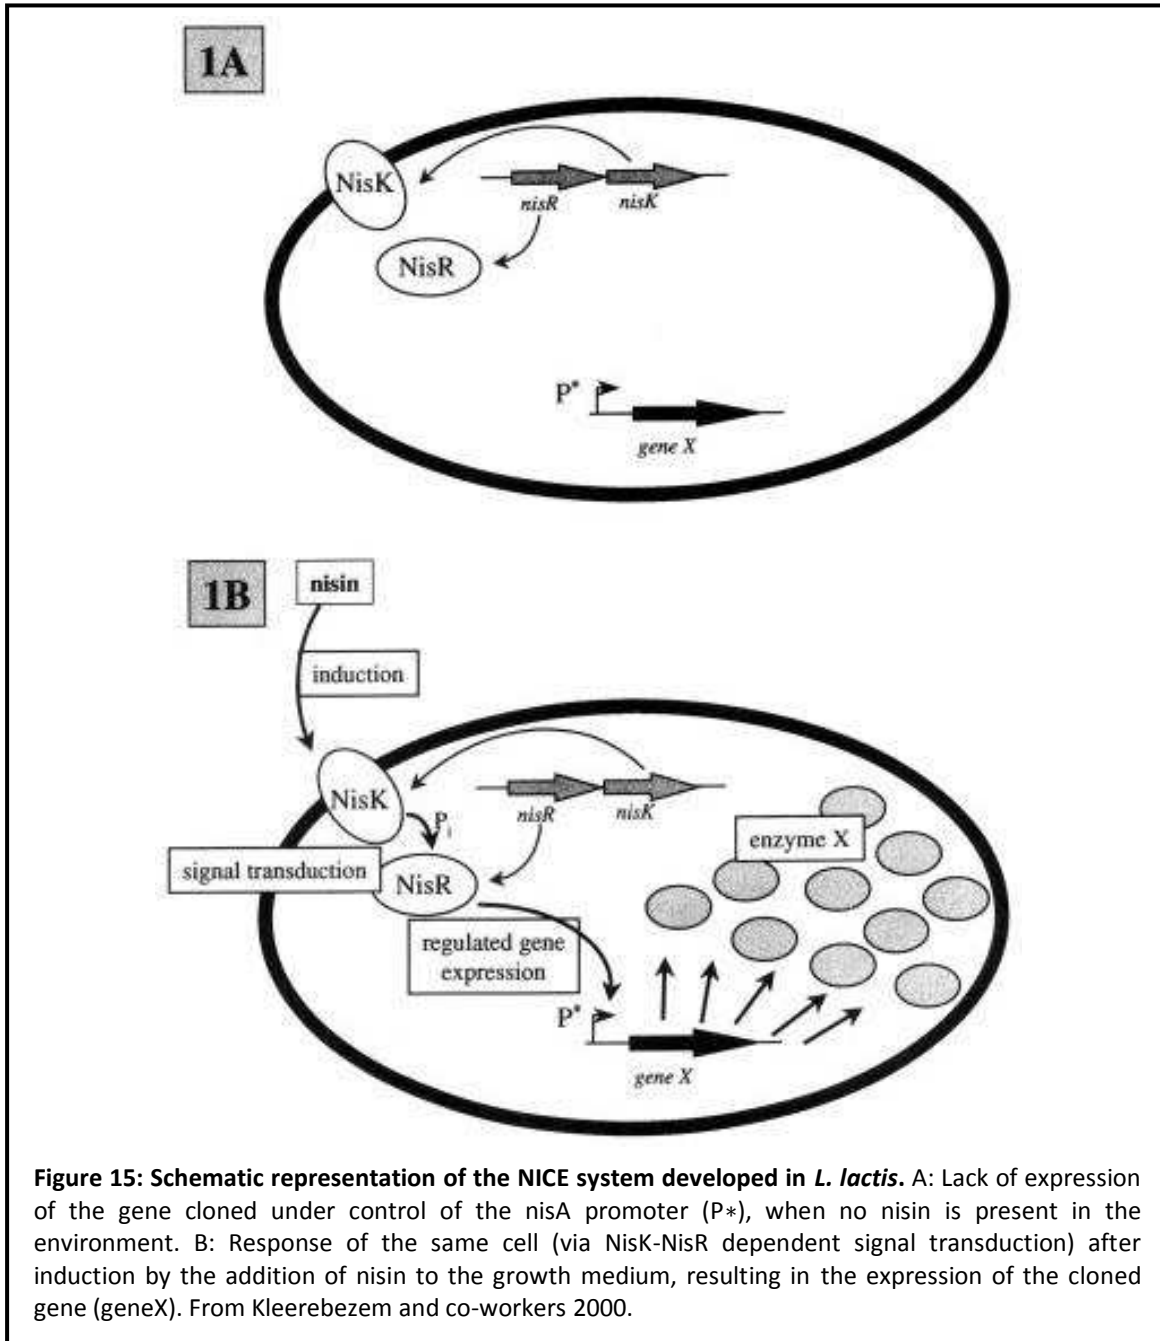 1A
NisK
nisR
nisK
NisR
P*
gene X
1B
nisin
induction
NisK
Pi
nisR
nisK
enzyme X
signal transduction
NisR
regulated gene
expression
P*
gene X
Figure 15: Schematic representation of the NICE system developed in L. lactis. A: Lack of expression
of the gene cloned under control of the nisA promoter (P*), when no nisin is present in the
environment. B: Response of the same cell (via NisK-NisR dependent signal transduction) after
induction by the addition of nisin to the growth medium, resulting in the expression of the cloned
gene (geneX). From Kleerebezem and co-workers 2000.